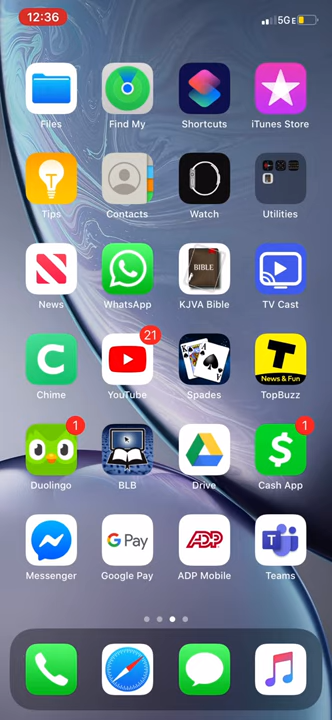 12:36
5GE
Files
Find My
Shortcuts
iTunes Store
Tips
Contacts
Watch
Utilities
BIBLE
News
WhatsApp
KJVA Bible
TV Cast
21
K A
C
T
News & Fun
Chime
YouTube
Spades
TopBuzz
1
1
$
Duolingo
BLB
Drive
Cash App
G Pay
ADP
T
Messenger
Google Pay
ADP Mobile
Teams